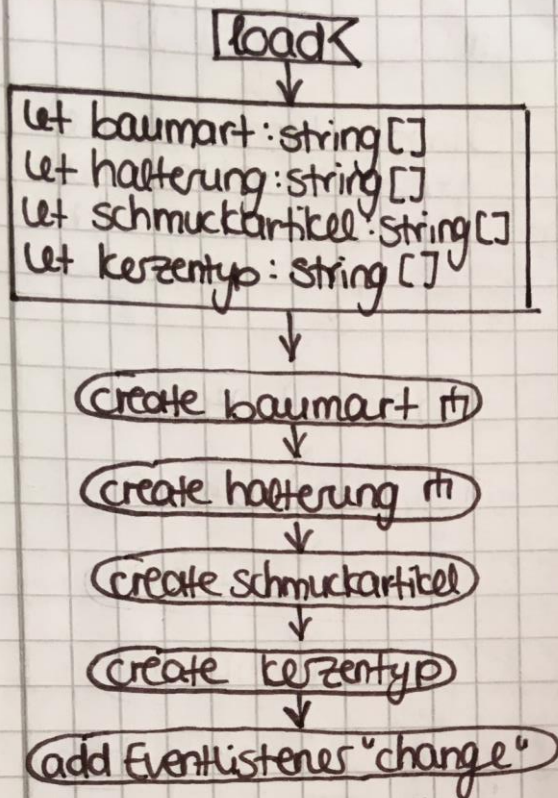 load
let baumart: string[]
let halterung: string[]
let schmuckartikel: string[]
let kerzentyp: string[]
create baumart
create halterung
create schmuckartikel
create kerzentyp
add EventListener "change"